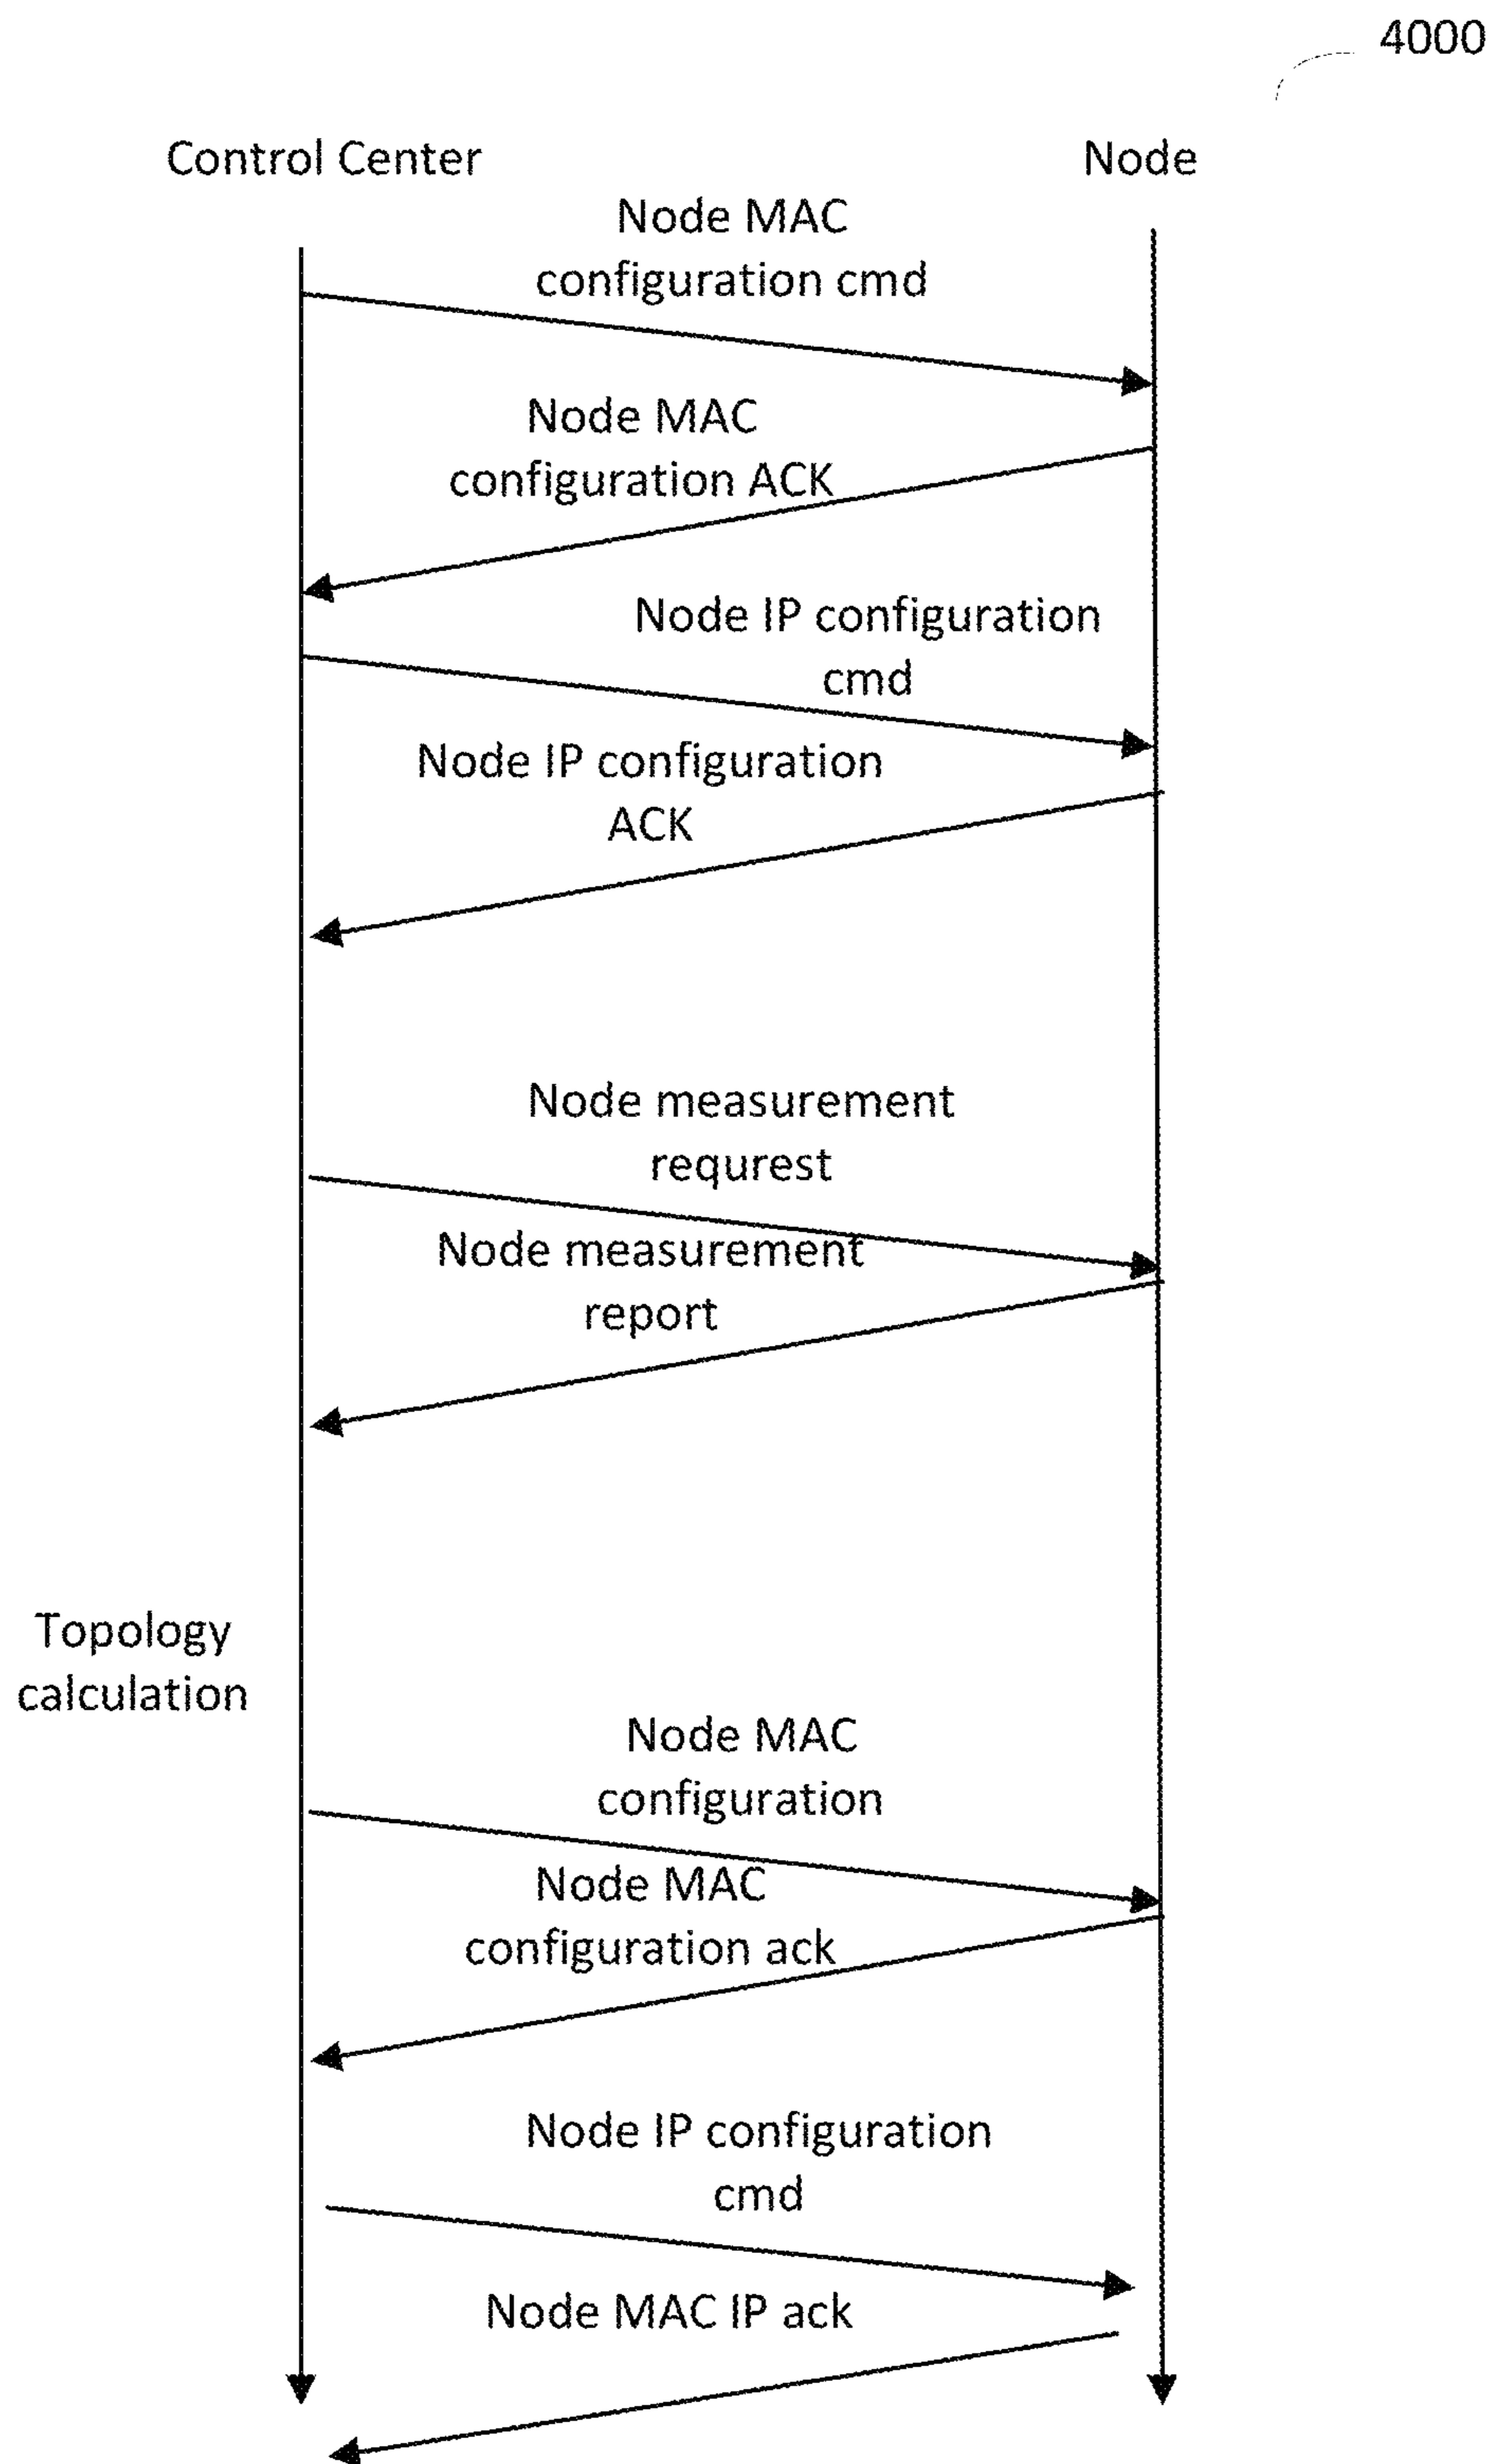 4000
Control Center
Node
Node MAC
configuration cmd
Node MAC
configuration ACK
Node IP configuration
cmd
Node IP configuration
ACK
Node measurement
requrest
Node measurement
report
Topology
calculation
Node MAC
configuration
Node MAC
configuration ack
Node IP configuration
cmd
Node MAC IP ack